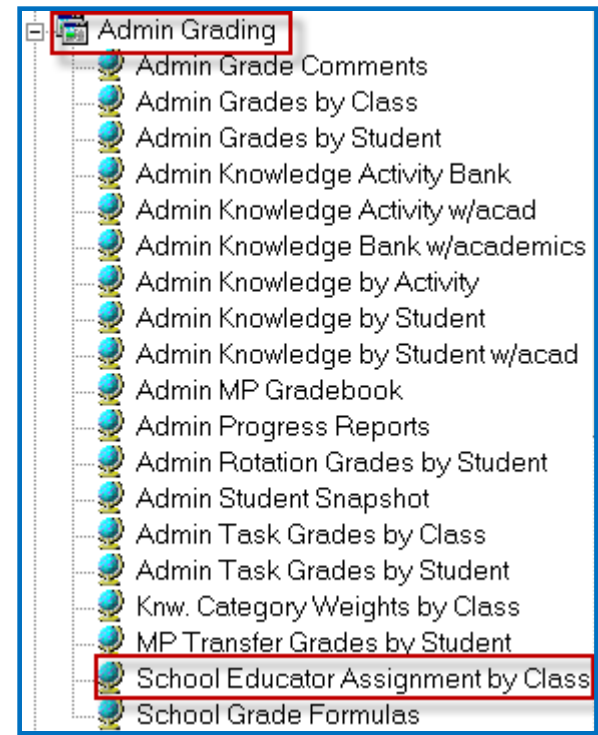 Admin Grading
Admin Grade Comments
Admin Grades by Class
Admin Grades by Student
Admin Knowledge Activity Bank
Admin Knowledge Activity w/acad
Admin Knowledge Bank w/academics
Admin Knowledge by Activity
Admin Knowledge by Student
Admin Knowledge by Student w/acad
Admin MP Gradebook
Admin Progress Reports
Admin Rotation Grades by Student
Admin Student Snapshot
Admin Task Grades by Class
Admin Task Grades by Student
Knw. Category Weights by Class
MP Transfer Grades by Student
School Educator Assignment by Class
School Grade Formulas